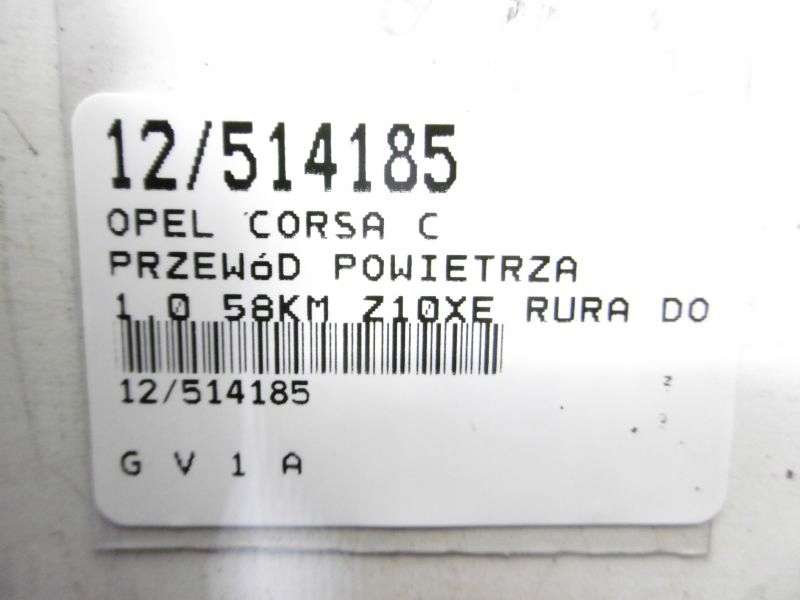 12/514185
OPEL CORSA C
PRZEWóD POWIETRZA
1.0 58KM Z10XE RURA DO
12/514185
G V 1 A